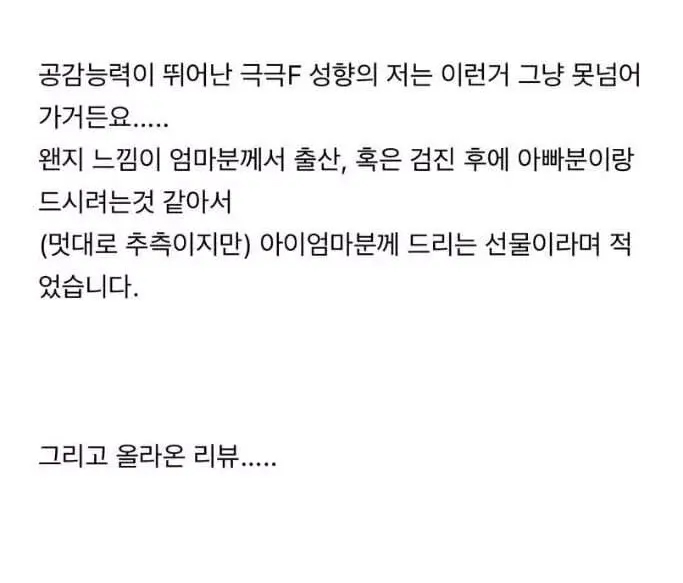 공감능력이 뛰어난 극극F 성향의 저는 이런거 그냥 못넘어
가거든요.....
왠지 느낌이 엄마분께서 출산, 혹은 검진 후에 아빠분이랑
드시려는것 같아서
(멋대로 추측이지만) 아이엄마분께 드리는 선물이라며 적
었습니다.
그리고 올라온 리뷰.....